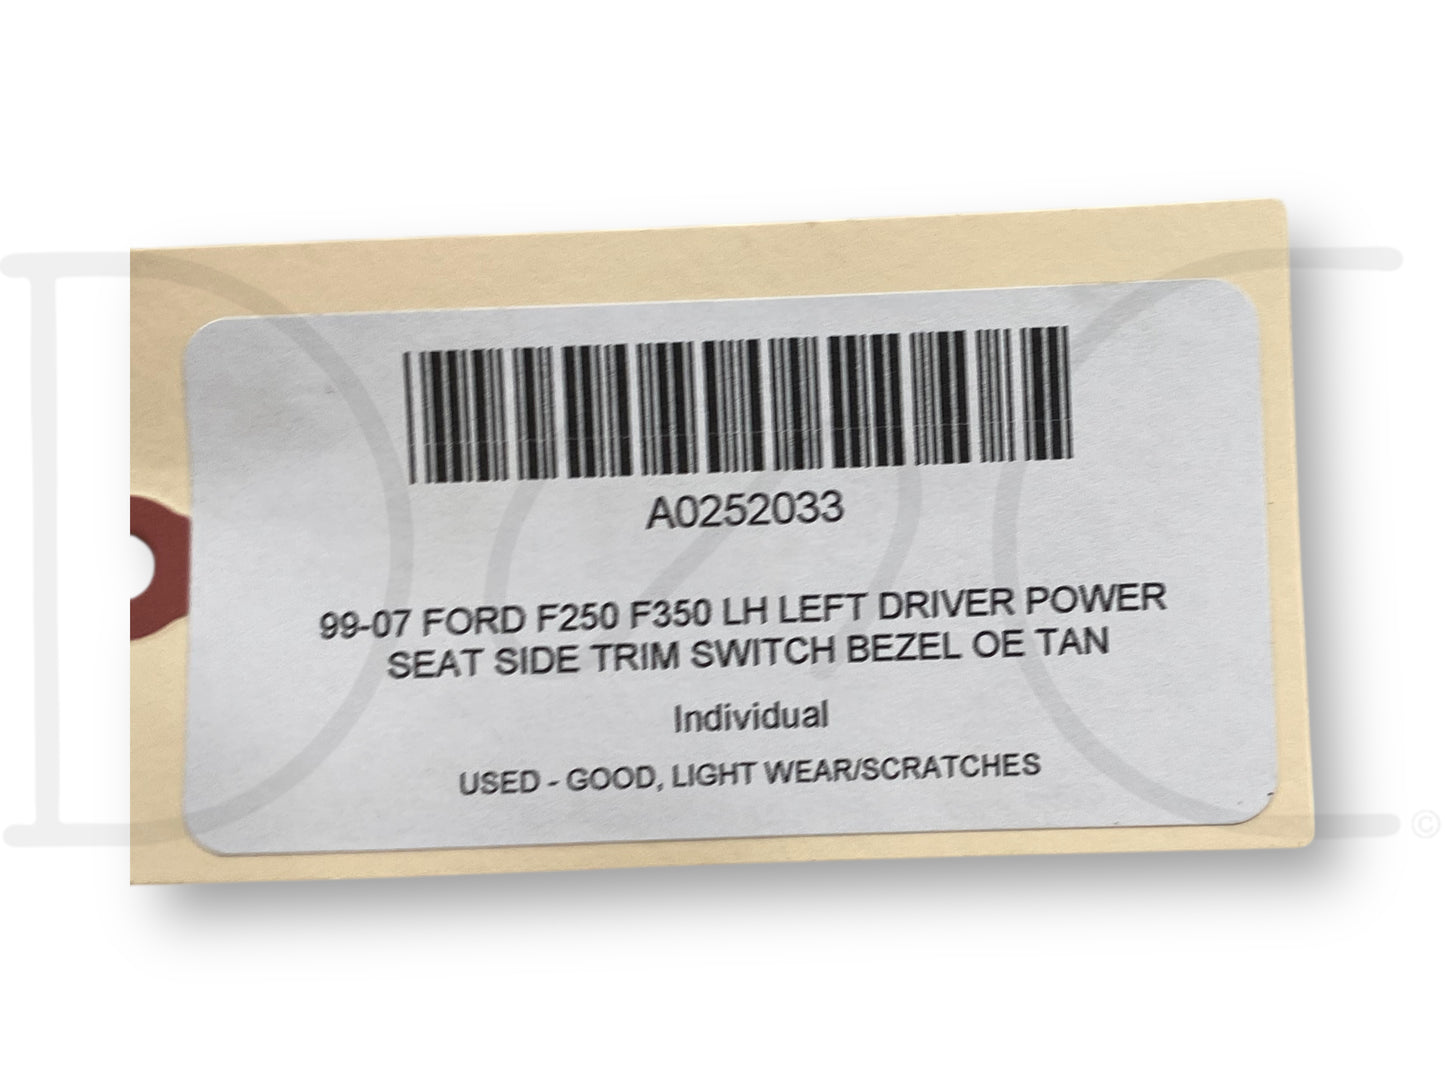 A0252033
99-07 FORD F250 F350 LH LEFT DRIVER POWER
SEAT SIDE TRIM SWITCH BEZEL OE TAN
Individual
USED - GOOD, LIGHT WEAR/SCRATCHES
©